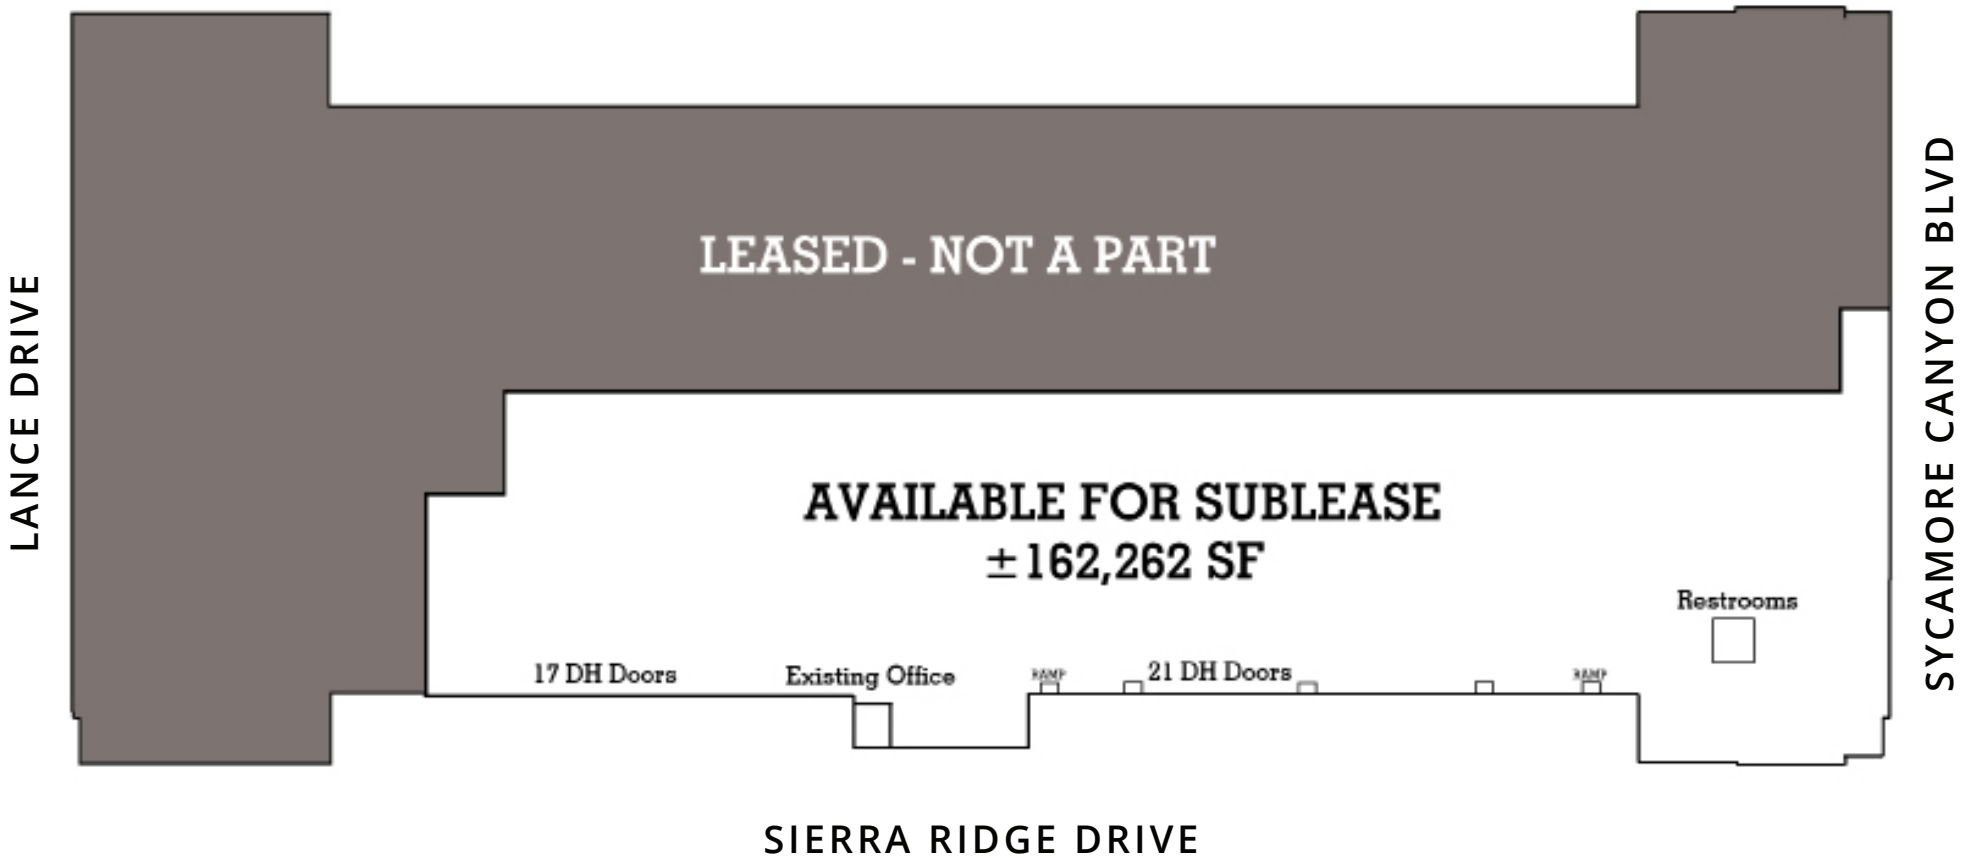 LEASED - NOT A PART
LANCE DRIVE
SYCAMORE CANYON BLVD
AVAILABLE FOR SUBLEASE
±162,262 SF
Restrooms
17 DH Doors
Existing Office
RAMP
21 DH Doors
RAMP
SIERRA RIDGE DRIVE